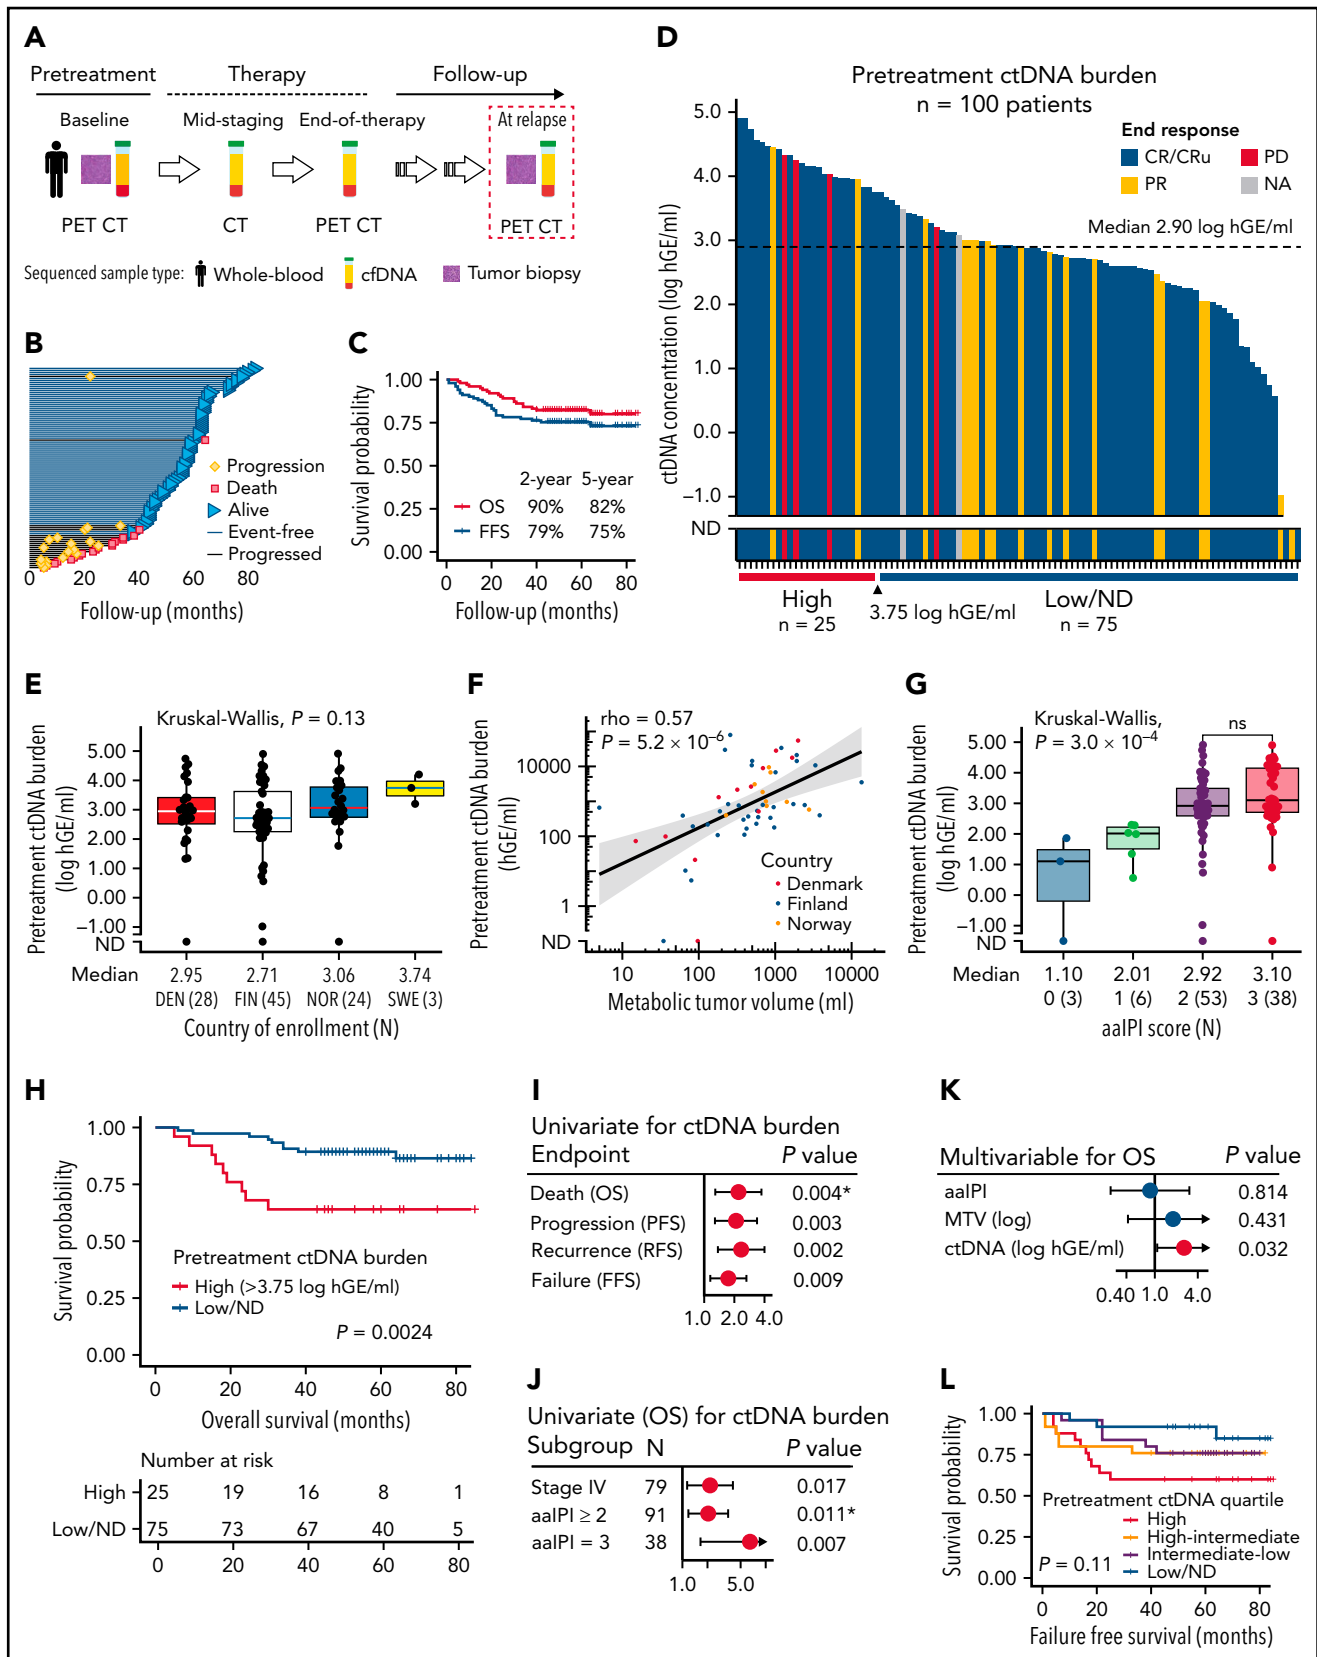 A
Pretreatment
Therapy
Follow-up
Baseline
Mid-staging
End-of-therapy
At relapse
PET CT
CT
PET CT
PET CT
Sequenced sample type:
Whole-blood
cfDNA
Tumor biopsy
B
Progression
Death
Alive
Event-free
Progressed
0 20 40 60 80
Follow-up (months)
C
Survival probability
1.00
0.75
0.50
0.25
0.00
2-year 5-year
OS 90% 82%
FFS 79% 75%
0 20 40 60 80
Follow-up (months)
D
Pretreatment ctDNA burden
n = 100 patients
End response
CR/CRu
PD
PR
NA
Median 2.90 log hGE/ml
ctDNA concentration (log hGE/ml)
5.0
4.0
3.0
2.0
1.0
0.0
−1.0
ND
High
n = 25
3.75 log hGE/ml
Low/ND
n = 75
E
Kruskal-Wallis, P = 0.13
Pretreatment ctDNA burden
(log hGE/ml)
5.00
4.00
3.00
2.00
1.00
0.00
−1.00
ND
Median 2.95 2.71 3.06 3.74
DEN (28) FIN (45) NOR (24) SWE (3)
Country of enrollment (N)
F
rho = 0.57
P = 5.2 × 10−6
Pretreatment ctDNA burden
(hGE/ml)
10000
100
1
ND
Country
Denmark
Finland
Norway
10 100 1000 10000
Metabolic tumor volume (ml)
G
Kruskal-Wallis,
P = 3.0 × 10−4
ns
Pretreatment ctDNA burden
(log hGE/ml)
5.00
4.00
3.00
2.00
1.00
0.00
−1.00
ND
Median 1.10 2.01 2.92 3.10
0 (3) 1 (6) 2 (53) 3 (38)
aaIPI score (N)
H
Survival probability
1.00
0.75
0.50
0.25
0.00
Pretreatment ctDNA burden
High (>3.75 log hGE/ml)
Low/ND
P = 0.0024
0 20 40 60 80
Overall survival (months)
Number at risk
High 25 19 16 8 1
Low/ND 75 73 67 40 5
0 20 40 60 80
I
Univariate for ctDNA burden
Endpoint P value
Death (OS) 0.004*
Progression (PFS) 0.003
Recurrence (RFS) 0.002
Failure (FFS) 0.009
1.0 2.0 4.0
J
Univariate (OS) for ctDNA burden
Subgroup N P value
Stage IV 79 0.017
aaIPI ≥ 2 91 0.011*
aaIPI = 3 38 0.007
1.0 5.0
K
Multivariable for OS P value
aaIPI 0.814
MTV (log) 0.431
ctDNA (log hGE/ml) 0.032
0.40 1.0 4.0
L
Survival probability
1.00
0.75
0.50
0.25
0.00
Pretreatment ctDNA quartile
High
High-intermediate
Intermediate-low
Low/ND
P = 0.11
0 20 40 60 80
Failure free survival (months)